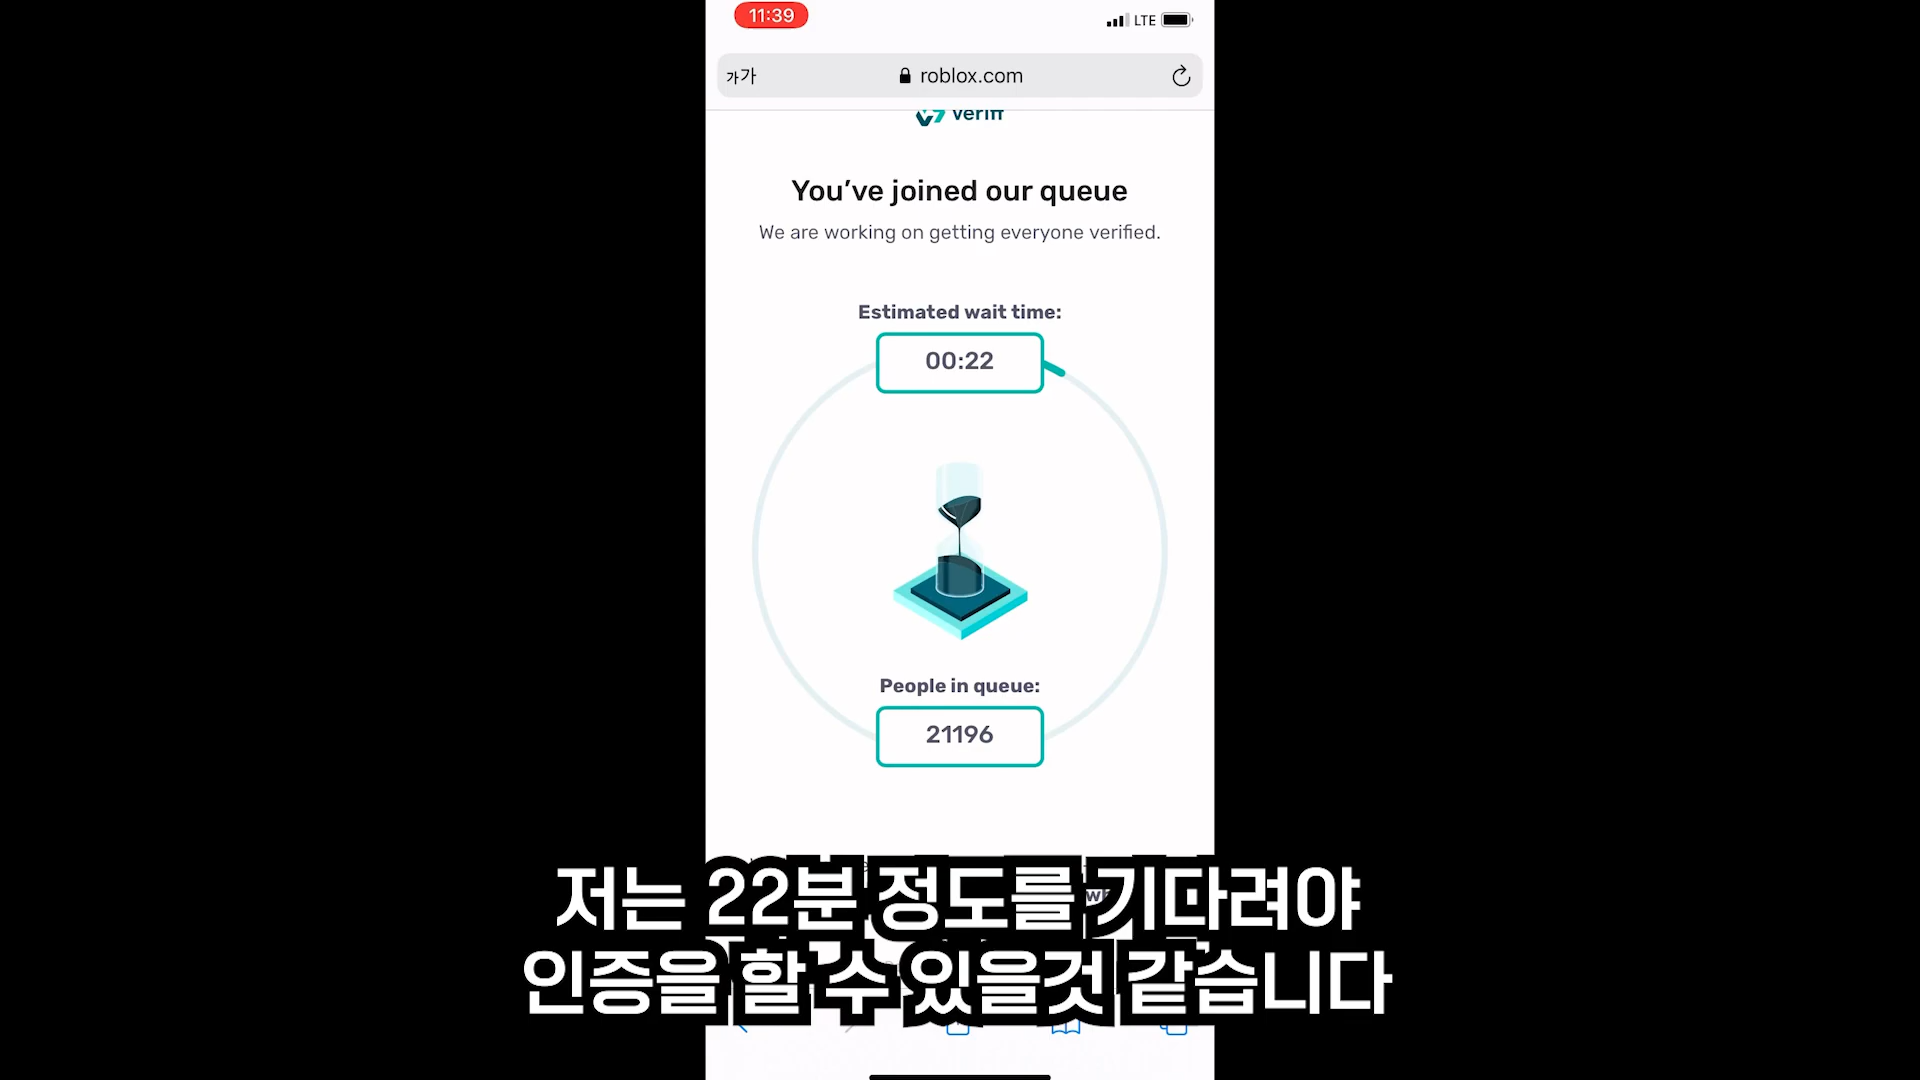 11:39
LTE
가가
roblox.com
veriff
You've joined our queue
We are working on getting everyone verified.
Estimated wait time:
00:22
People in queue:
21196
저는 22분 정도를 기다려야
인증을 할 수 있을것 같습니다